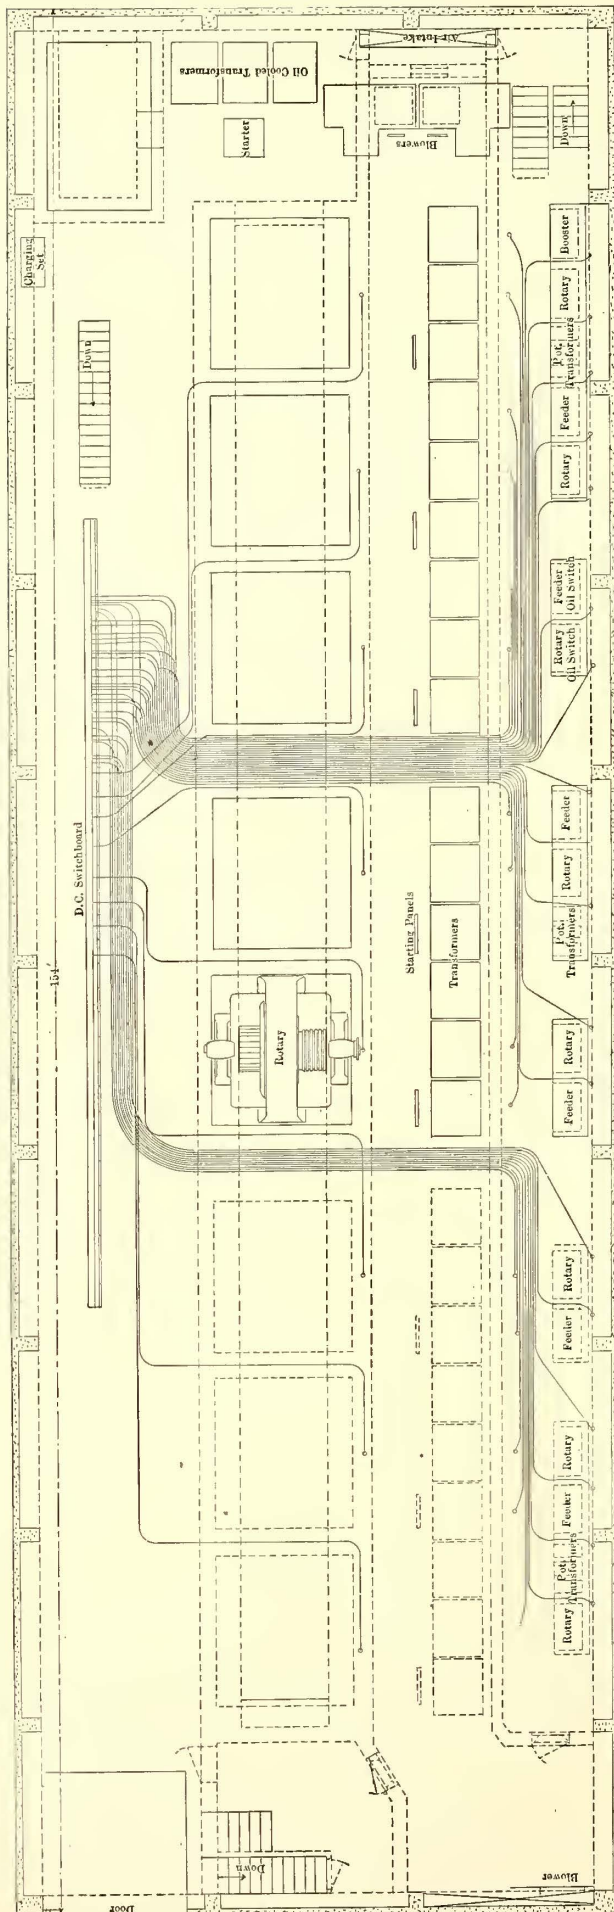 Air-Intake
Oil Cooled Transformers
Starter
Blowers
Down
Charging
Set
Down
Booster
Rotary
Pot.
Transformers
Feeder
Rotary
Feeder
Oil Switch
Rotary
Oil Switch
D.C. Switchboard
154'
Starting Panels
Transformers
Rotary
Feeder
Rotary
Pot.
Transformers
Rotary
Feeder
Rotary
Feeder
Rotary
Feeder
Pot.
Transformers
Rotary
Down
Blower
Door